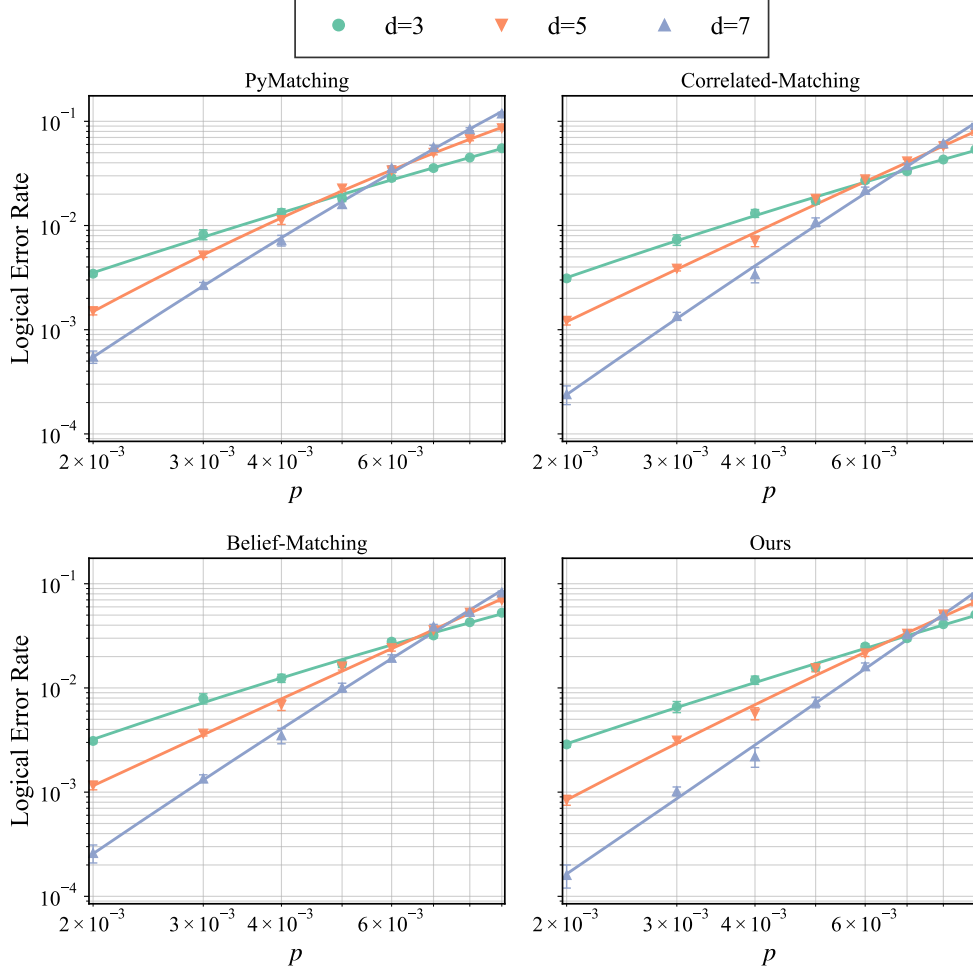 d=3 d=5 d=7
PyMatching
Logical Error Rate
10⁻¹
10⁻²
10⁻³
10⁻⁴
2 × 10⁻³ 3 × 10⁻³ 4 × 10⁻³ 6 × 10⁻³
p
Correlated-Matching
2 × 10⁻³ 3 × 10⁻³ 4 × 10⁻³ 6 × 10⁻³
p
Belief-Matching
Logical Error Rate
10⁻¹
10⁻²
10⁻³
10⁻⁴
2 × 10⁻³ 3 × 10⁻³ 4 × 10⁻³ 6 × 10⁻³
p
Ours
2 × 10⁻³ 3 × 10⁻³ 4 × 10⁻³ 6 × 10⁻³
p